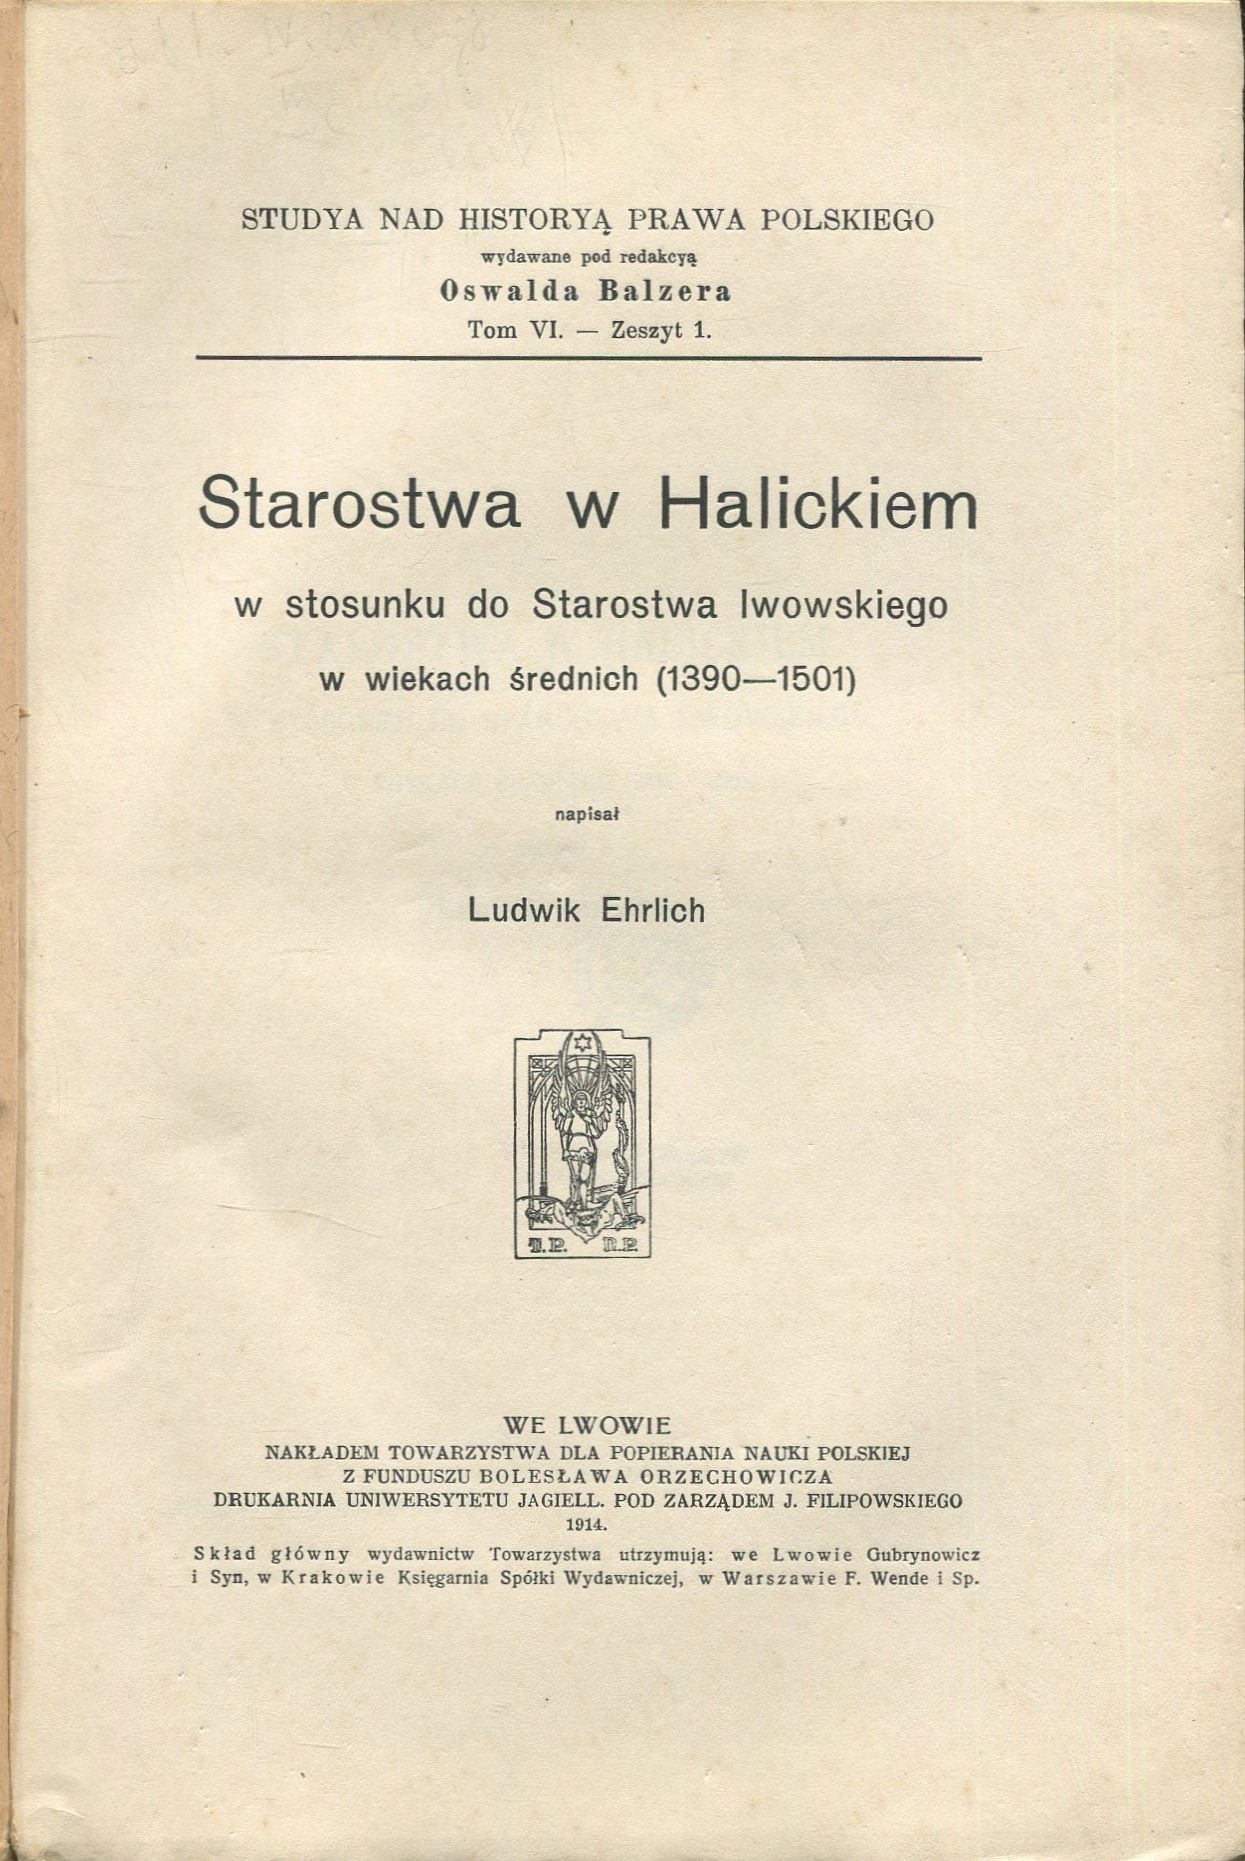 STUDYA NAD HISTORYĄ PRAWA POLSKIEGO
wydawane pod redakcyą
Oswalda Balzera
Tom VI. — Zeszyt 1.
Starostwa w Halickiem
w stosunku do Starostwa lwowskiego
w wiekach średnich (1390—1501)
napisał
Ludwik Ehrlich
T.P. N.P.
WE LWOWIE
NAKŁADEM TOWARZYSTWA DLA POPIERANIA NAUKI POLSKIEJ
Z FUNDUSZU BOLESŁAWA ORZECHOWICZA
DRUKARNIA UNIWERSYTETU JAGIELL. POD ZARZĄDEM J. FILIPOWSKIEGO
1914.
Skład główny wydawnictw Towarzystwa utrzymują: we Lwowie Gubrynowicz
i Syn, w Krakowie Księgarnia Spółki Wydawniczej, w Warszawie F. Wende i Sp.